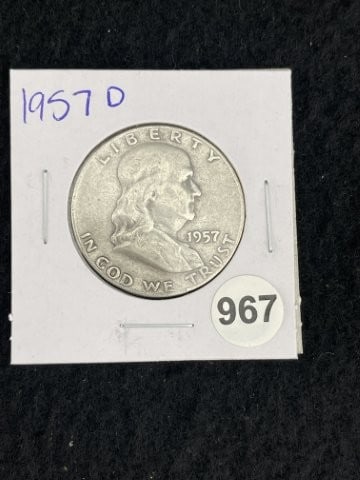 1957 D
LIBERTY
1957
IN GOD WE TRUST
967